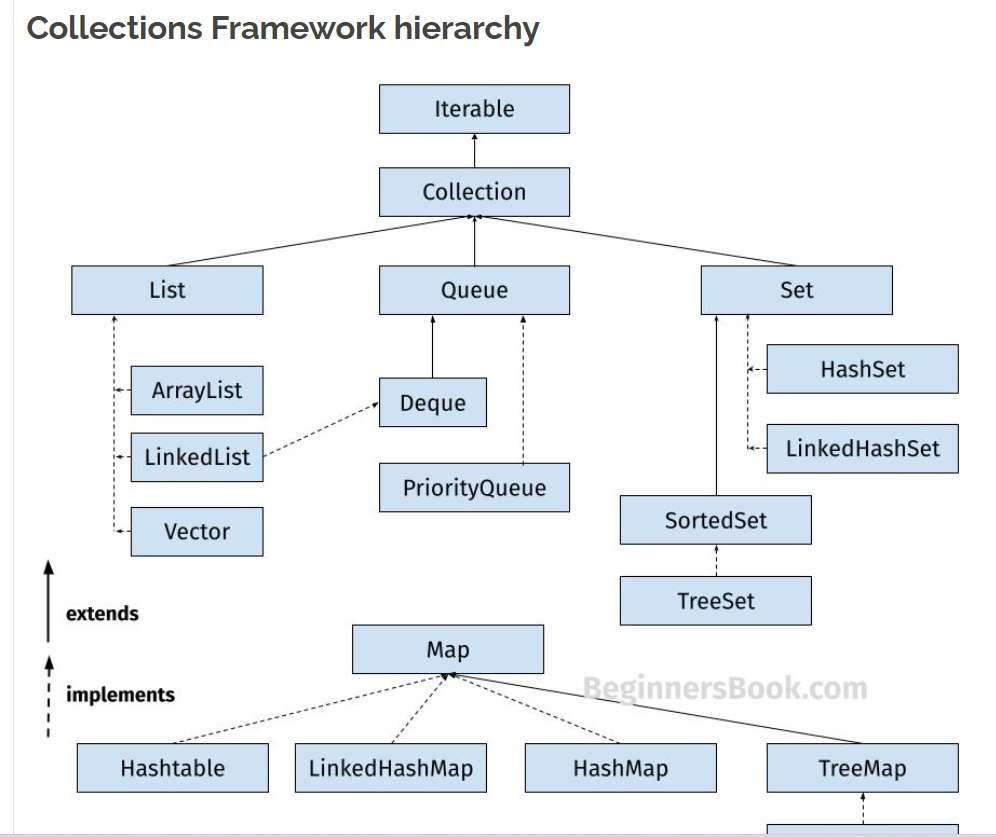 Collections Framework hierarchy
Iterable
Collection
List
Queue
Set
HashSet
ArrayList
Deque
LinkedList
LinkedHashSet
PriorityQueue
SortedSet
Vector
TreeSet
extends
Map
implements
BeginnersBook.com
Hashtable
LinkedHashMap
HashMap
TreeMap